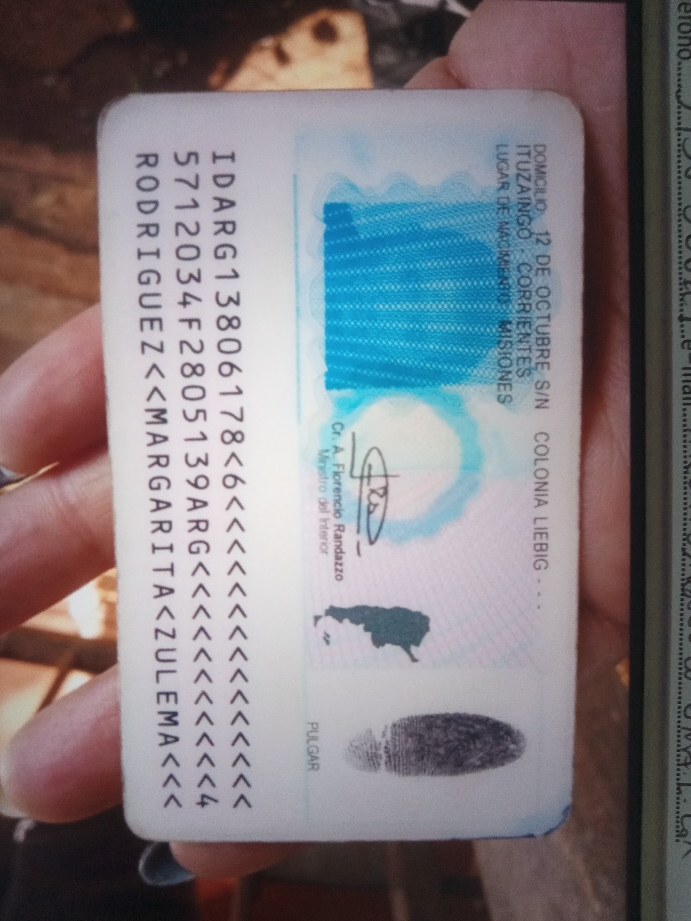 DOMICILIO 12 DE OCTUBRE S/N COLONIA LIEBIG - - -
ITUZAINGO - CORRIENTES
LUGAR DE NACIMIENTO MISIONES
Cr. A. Florencio Randazzo
Ministro del Interior
PULGAR
IDARG13806178<6<<<<<<<<<<<<<<<
5712034F2805139ARG<<<<<<<<<<<4
RODRIGUEZ<<MARGARITA<ZULEMA<<<